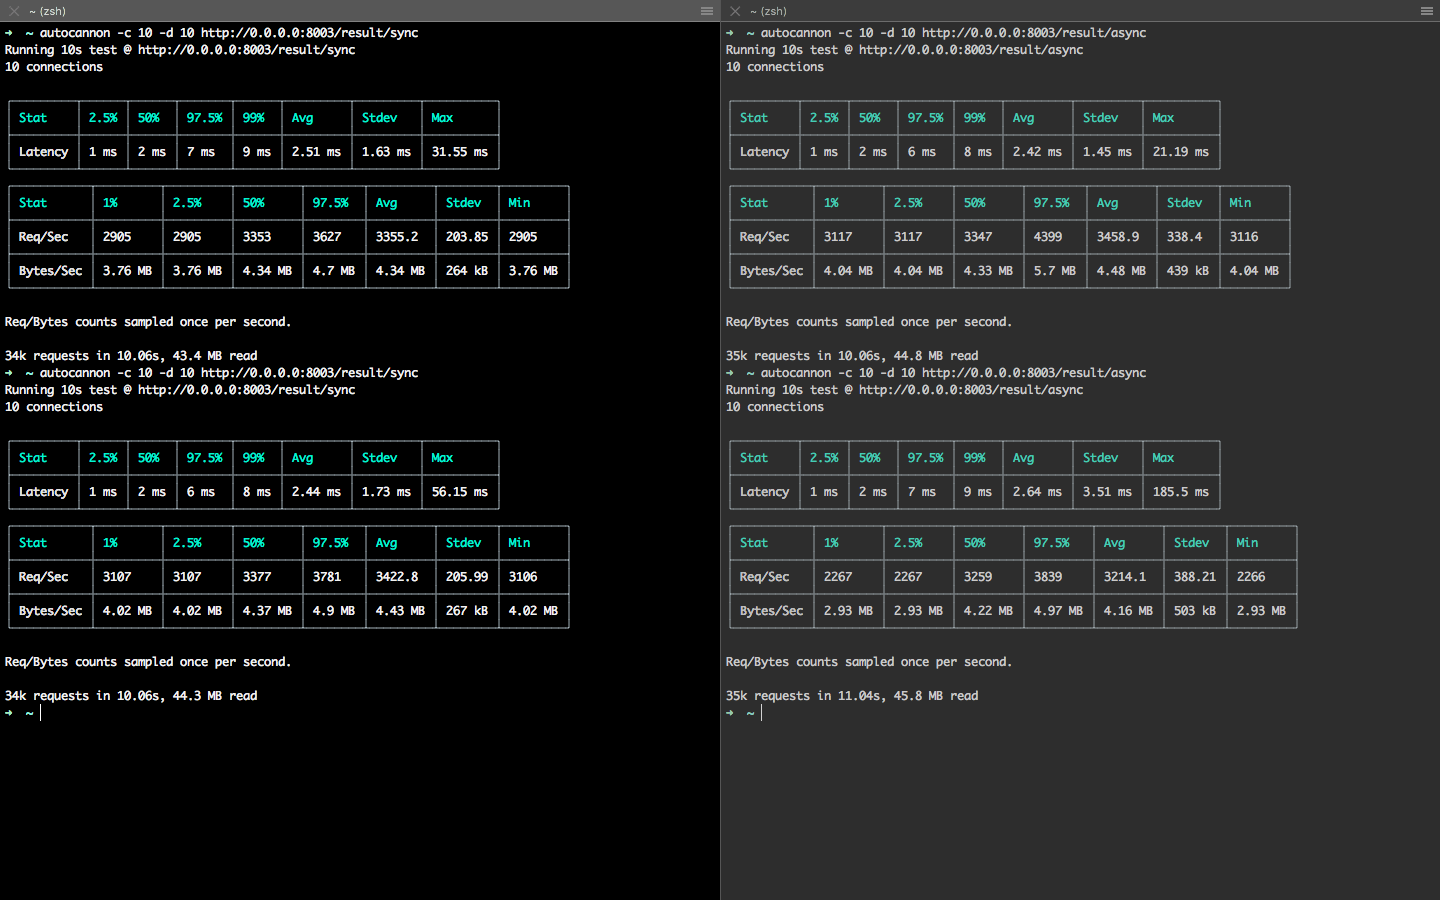 ~ (zsh)
➜ ~ autocannon -c 10 -d 10 http://0.0.0.0:8003/result/sync
Running 10s test @ http://0.0.0.0:8003/result/sync
10 connections
Stat 2.5% 50% 97.5% 99% Avg Stdev Max
Latency 1 ms 2 ms 7 ms 9 ms 2.51 ms 1.63 ms 31.55 ms
Stat 1% 2.5% 50% 97.5% Avg Stdev Min
Req/Sec 2905 2905 3353 3627 3355.2 203.85 2905
Bytes/Sec 3.76 MB 3.76 MB 4.34 MB 4.7 MB 4.34 MB 264 kB 3.76 MB
Req/Bytes counts sampled once per second.
34k requests in 10.06s, 43.4 MB read
➜ ~ autocannon -c 10 -d 10 http://0.0.0.0:8003/result/sync
Running 10s test @ http://0.0.0.0:8003/result/sync
10 connections
Stat 2.5% 50% 97.5% 99% Avg Stdev Max
Latency 1 ms 2 ms 6 ms 8 ms 2.44 ms 1.73 ms 56.15 ms
Stat 1% 2.5% 50% 97.5% Avg Stdev Min
Req/Sec 3107 3107 3377 3781 3422.8 205.99 3106
Bytes/Sec 4.02 MB 4.02 MB 4.37 MB 4.9 MB 4.43 MB 267 kB 4.02 MB
Req/Bytes counts sampled once per second.
34k requests in 10.06s, 44.3 MB read
➜ ~
~ (zsh)
➜ ~ autocannon -c 10 -d 10 http://0.0.0.0:8003/result/async
Running 10s test @ http://0.0.0.0:8003/result/async
10 connections
Stat 2.5% 50% 97.5% 99% Avg Stdev Max
Latency 1 ms 2 ms 6 ms 8 ms 2.42 ms 1.45 ms 21.19 ms
Stat 1% 2.5% 50% 97.5% Avg Stdev Min
Req/Sec 3117 3117 3347 4399 3458.9 338.4 3116
Bytes/Sec 4.04 MB 4.04 MB 4.33 MB 5.7 MB 4.48 MB 439 kB 4.04 MB
Req/Bytes counts sampled once per second.
35k requests in 10.06s, 44.8 MB read
➜ ~ autocannon -c 10 -d 10 http://0.0.0.0:8003/result/async
Running 10s test @ http://0.0.0.0:8003/result/async
10 connections
Stat 2.5% 50% 97.5% 99% Avg Stdev Max
Latency 1 ms 2 ms 7 ms 9 ms 2.64 ms 3.51 ms 185.5 ms
Stat 1% 2.5% 50% 97.5% Avg Stdev Min
Req/Sec 2267 2267 3259 3839 3214.1 388.21 2266
Bytes/Sec 2.93 MB 2.93 MB 4.22 MB 4.97 MB 4.16 MB 503 kB 2.93 MB
Req/Bytes counts sampled once per second.
35k requests in 11.04s, 45.8 MB read
➜ ~